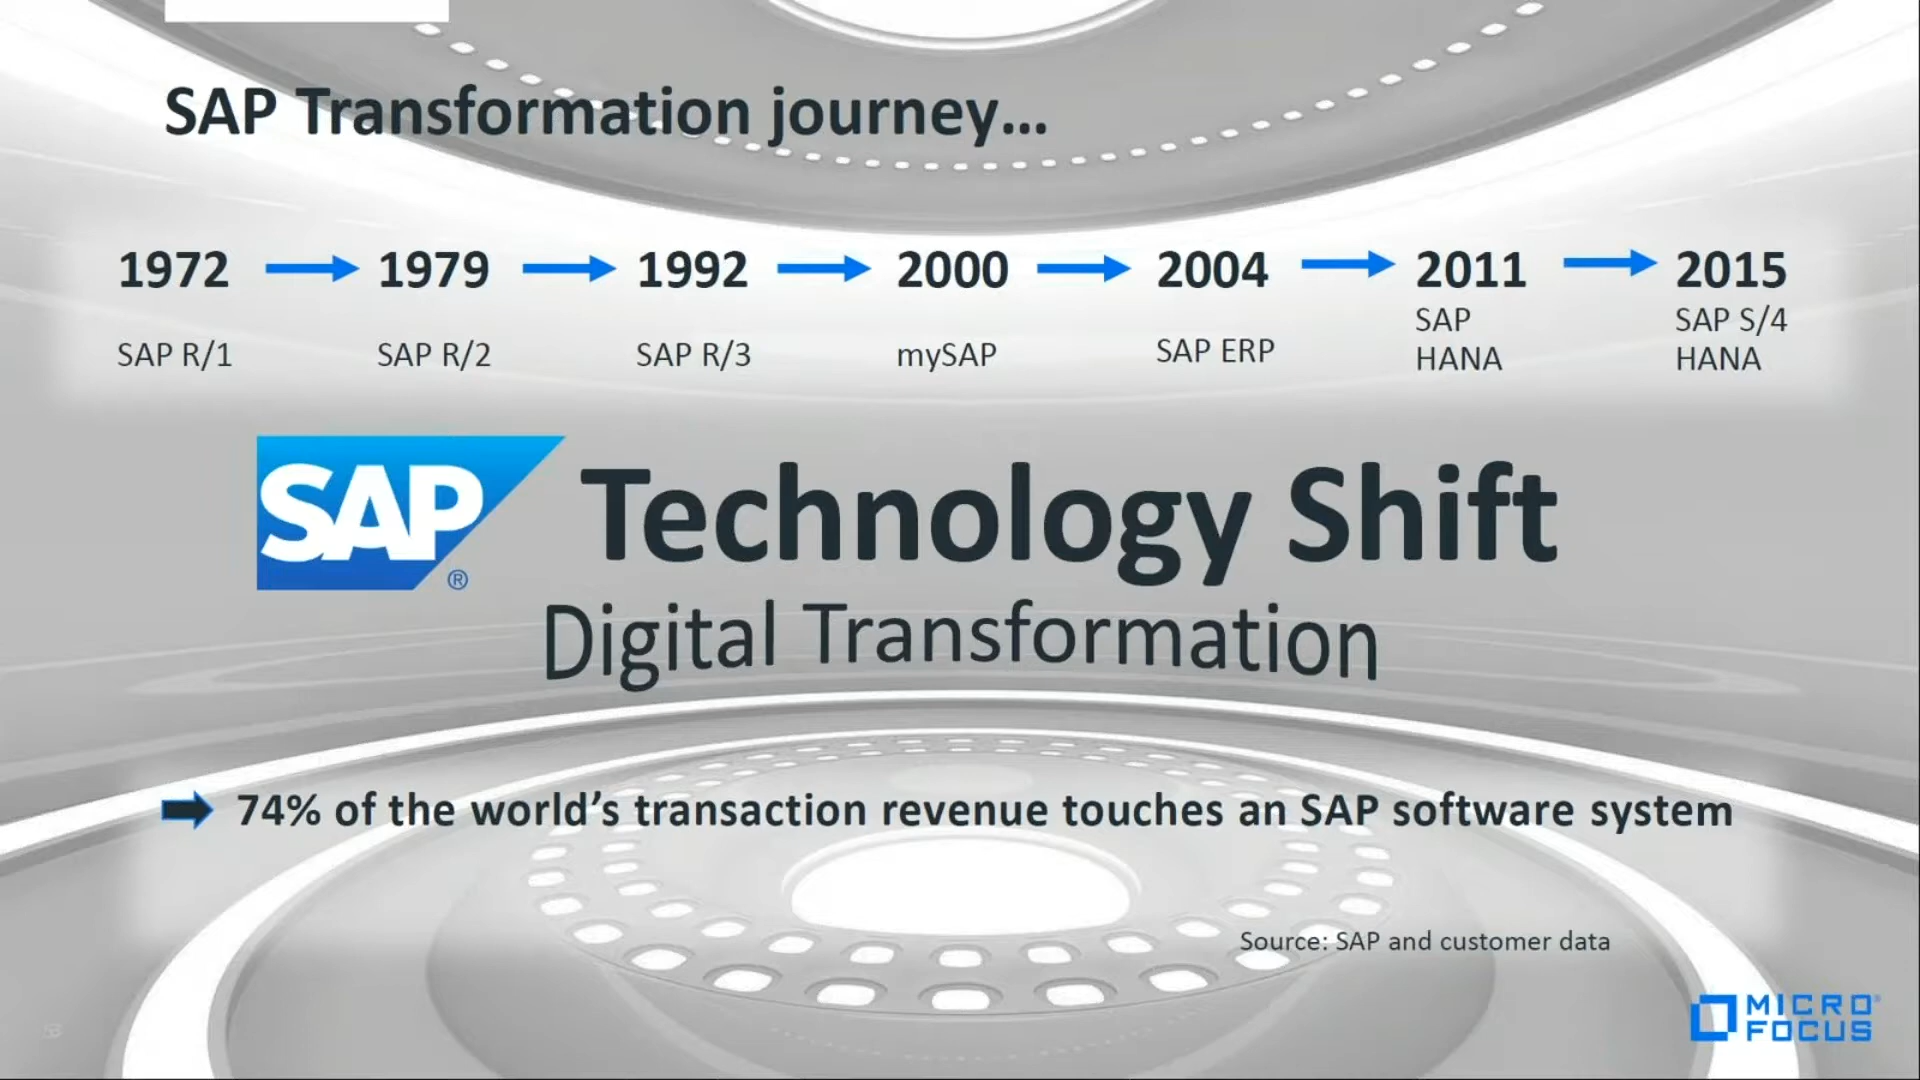 SAP Transformation journey...
1972 1979 1992 2000 2004 2011 2015
SAP R/1 SAP R/2 SAP R/3 mySAP SAP ERP SAP HANA SAP S/4 HANA
SAP ® Technology Shift
Digital Transformation
74% of the world’s transaction revenue touches an SAP software system
Source: SAP and customer data
MICRO®
FOCUS